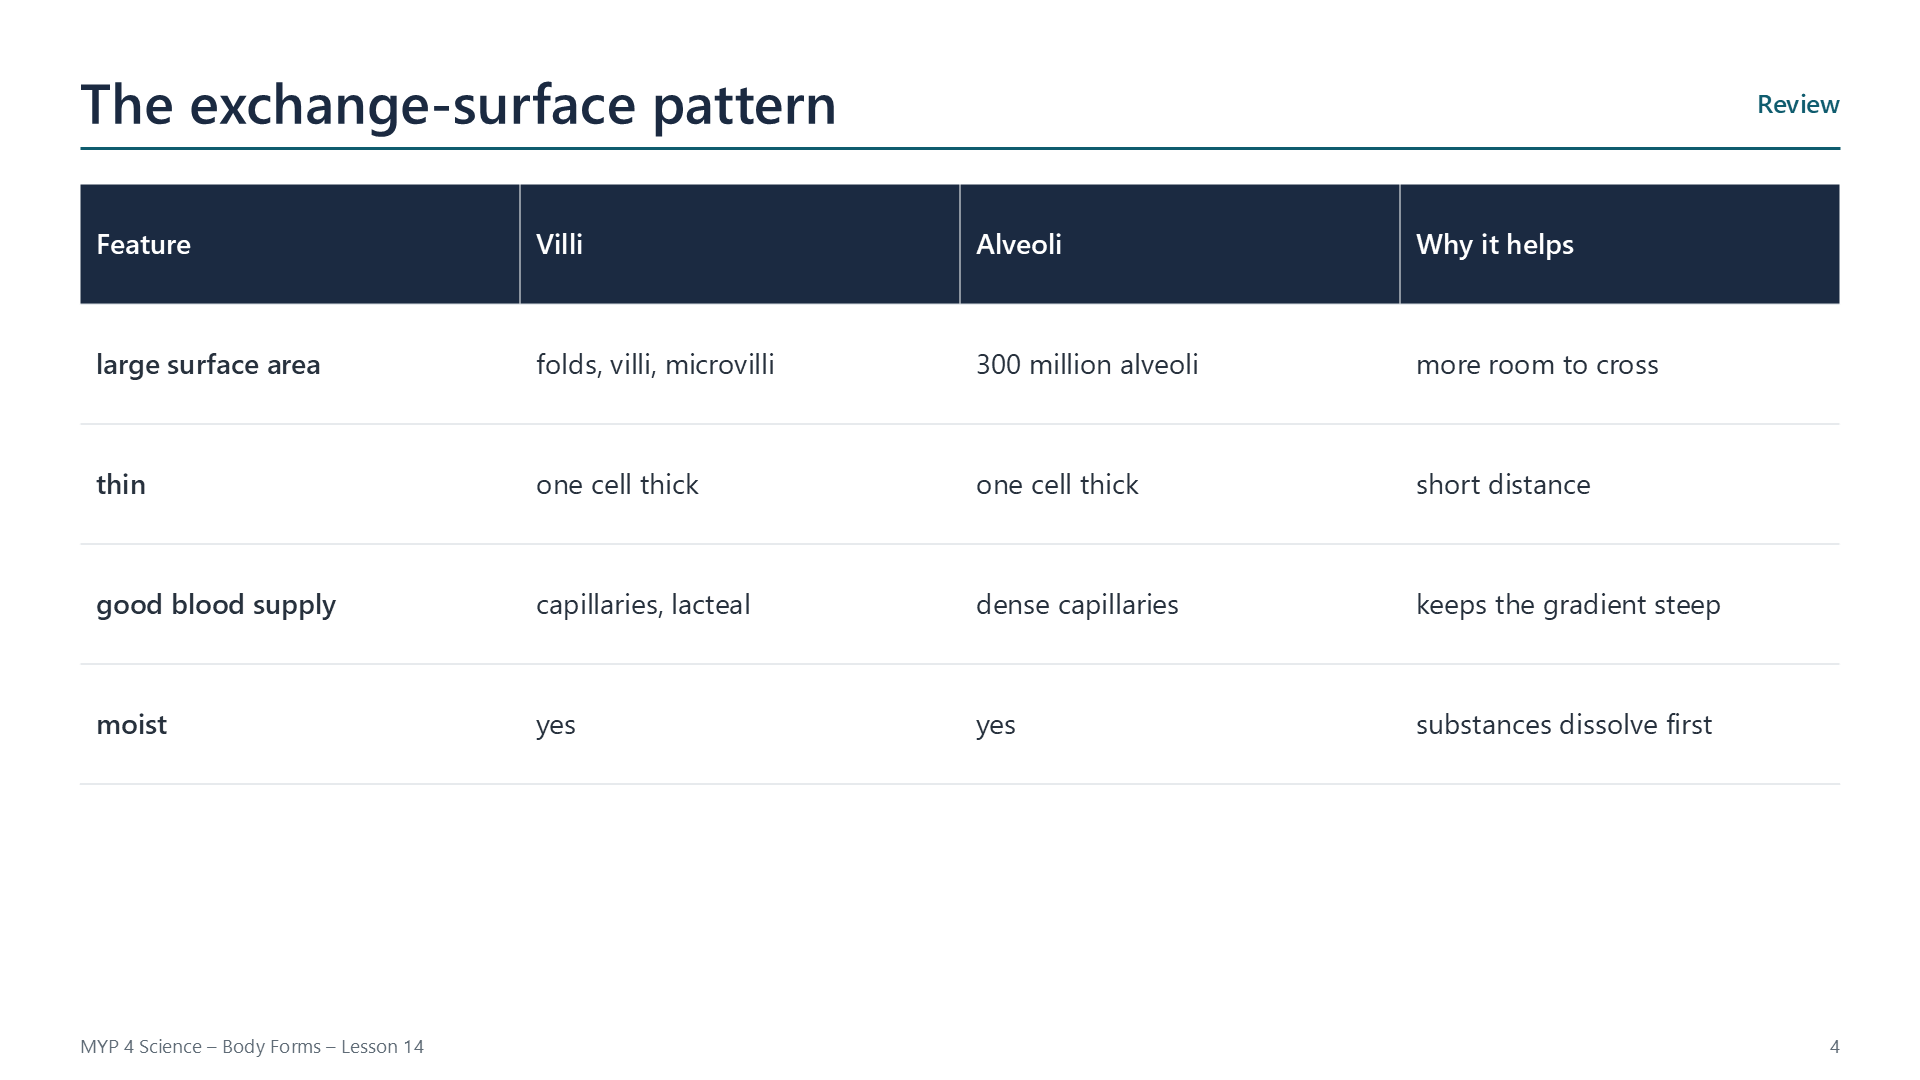 The exchange-surface pattern
Review
Feature
Villi
Alveoli
Why it helps
large surface area
folds, villi, microvilli
300 million alveoli
more room to cross
thin
one cell thick
one cell thick
short distance
good blood supply
capillaries, lacteal
dense capillaries
keeps the gradient steep
moist
yes
yes
substances dissolve first
MYP 4 Science – Body Forms – Lesson 14
4